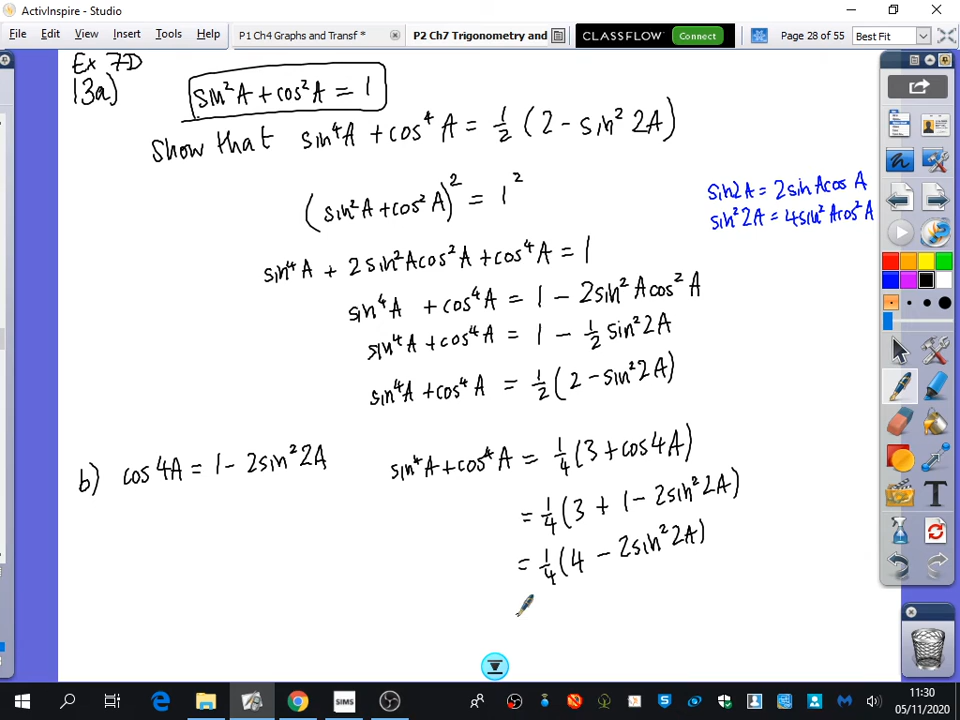 ActivInspire - Studio
File Edit View Insert Tools Help
P1 Ch4 Graphs and Transf *
P2 Ch7 Trigonometry and
CLASSFLOW Connect
Page 28 of 55
Best Fit
Ex 7D
13a) sin²A + cos²A = 1
Show that sin⁴A + cos⁴A = ½ (2 - sin² 2A)
(sin²A + cos²A)² = 1²
sin2A = 2sinAcosA
sin²2A = 4sin²Acos²A
sin⁴A + 2sin²Acos²A + cos⁴A = 1
sin⁴A + cos⁴A = 1 - 2sin²Acos²A
sin⁴A + cos⁴A = 1 - ½ sin²2A
sin⁴A + cos⁴A = ½ (2 - sin²2A)
b) cos4A = 1 - 2sin²2A
sin⁴A + cos⁴A = ¼ (3 + cos4A)
= ¼ (3 + 1 - 2sin²2A)
= ¼ (4 - 2sin²2A)
SIMS
11:30
05/11/2020